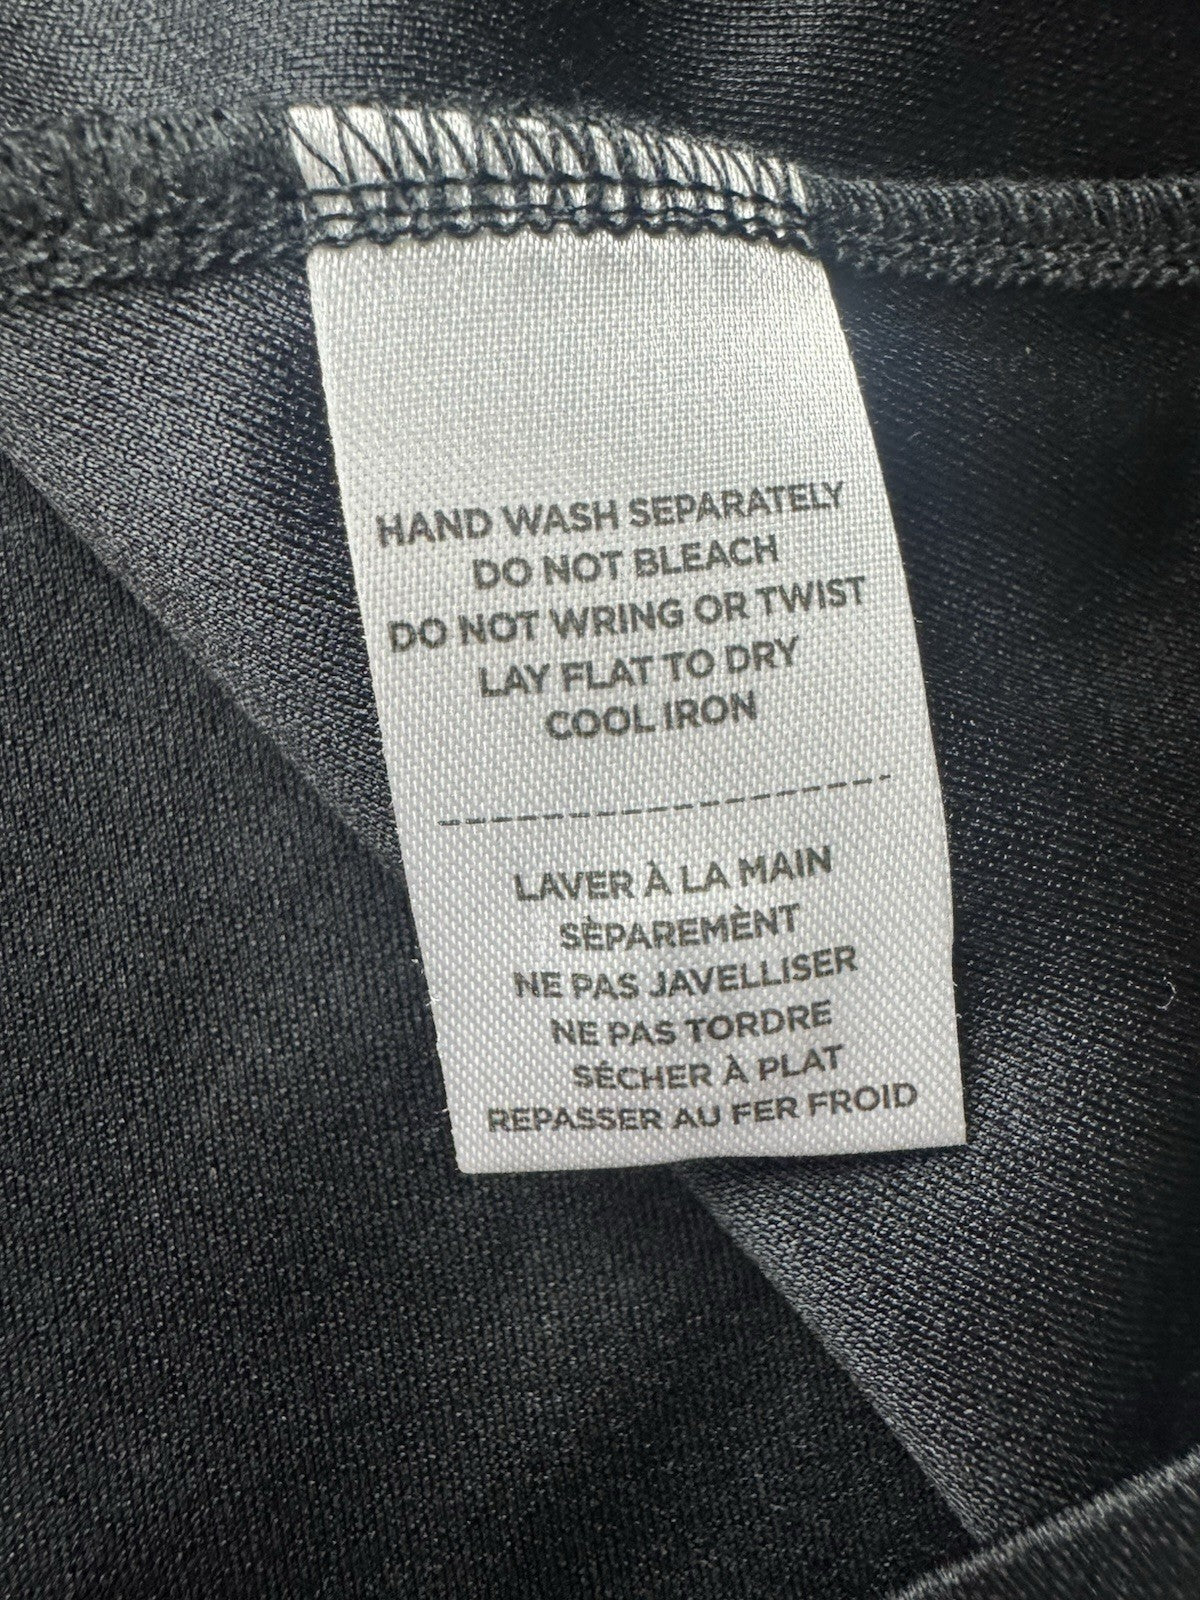 HAND WASH SEPARATELY
DO NOT BLEACH
DO NOT WRING OR TWIST
LAY FLAT TO DRY
COOL IRON
LAVER À LA MAIN
SÈPAREMÈNT
NE PAS JAVELLISER
NE PAS TORDRE
SÉCHER À PLAT
REPASSER AU FER FROID